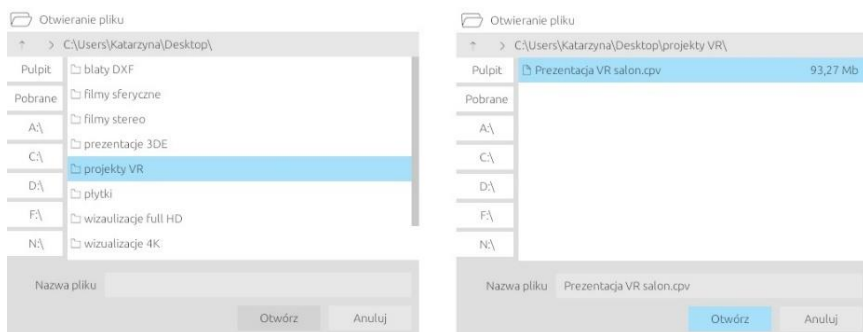 Otwieranie pliku
C:\Users\Katarzyna\Desktop\
Pulpit
Pobrane
A:\
C:\
D:\
F:\
N:\
blaty DXF
filmy sferyczne
filmy stereo
prezentacje 3DE
projekty VR
płytki
wizaulizacje full HD
wizualizacje 4K
Nazwa pliku
Otwórz Anuluj
Otwieranie pliku
C:\Users\Katarzyna\Desktop\projekty VR\
Pulpit
Pobrane
A:\
C:\
D:\
F:\
N:\
Prezentacja VR salon.cpv 93,27 Mb
Nazwa pliku Prezentacja VR salon.cpv
Otwórz Anuluj